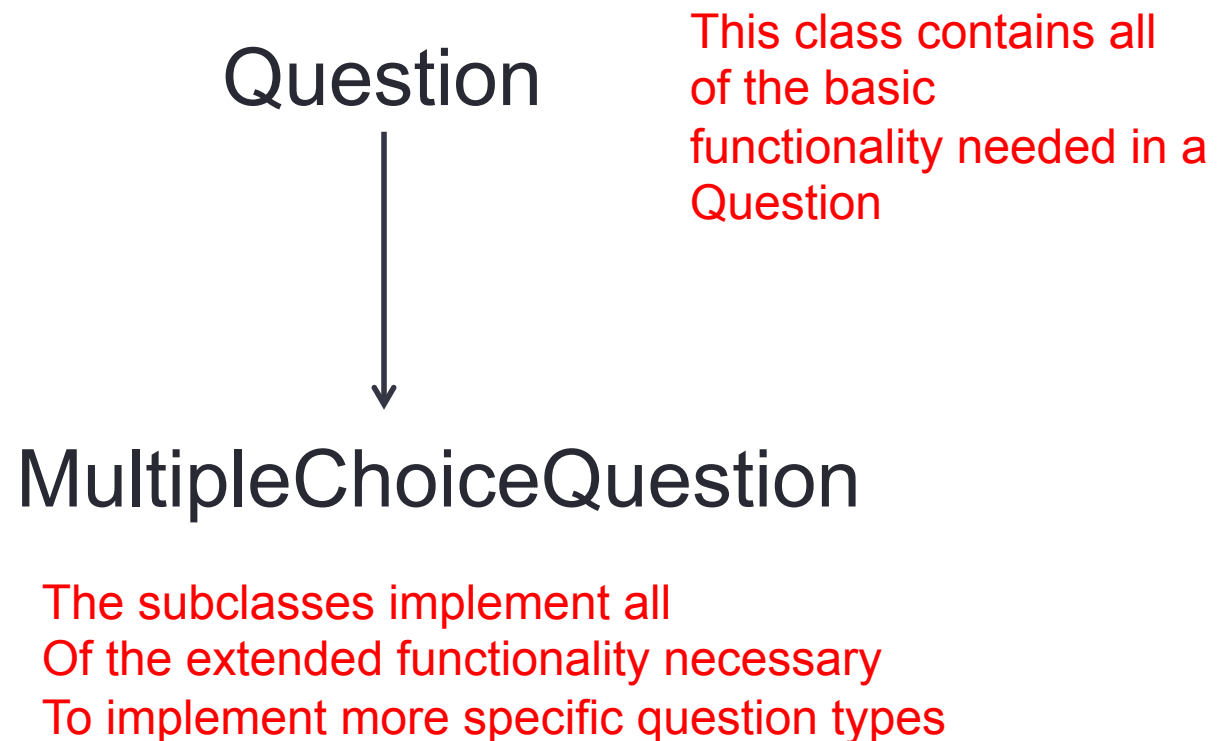 Question
This class contains all
of the basic
functionality needed in a
Question
MultipleChoiceQuestion
The subclasses implement all
Of the extended functionality necessary
To implement more specific question types